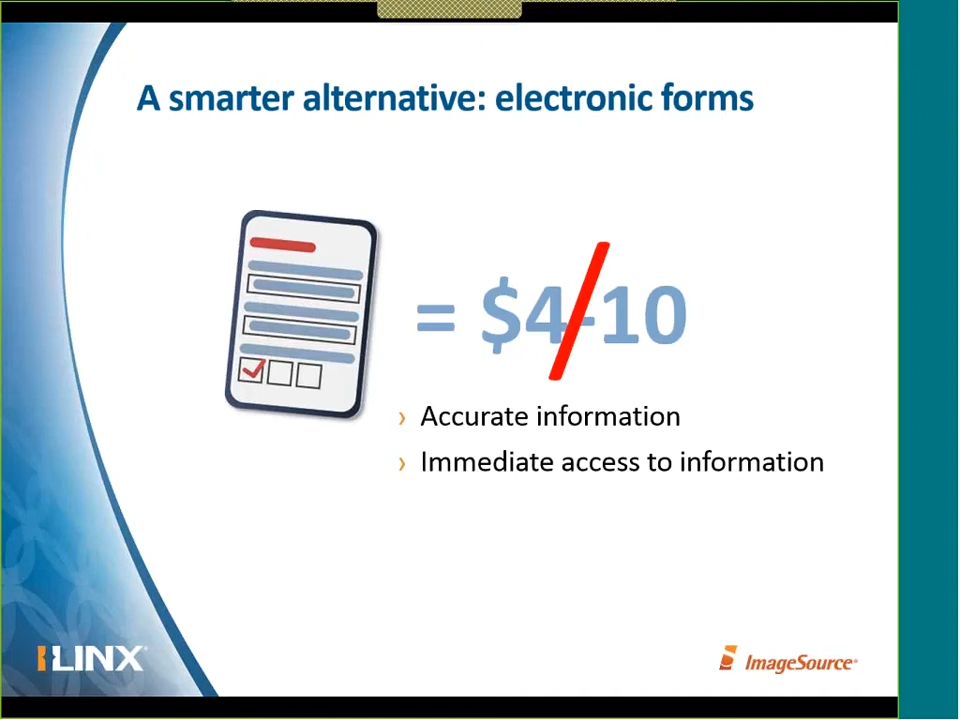 A smarter alternative: electronic forms
= $4-10
› Accurate information
› Immediate access to information
ILINX®
ImageSource®